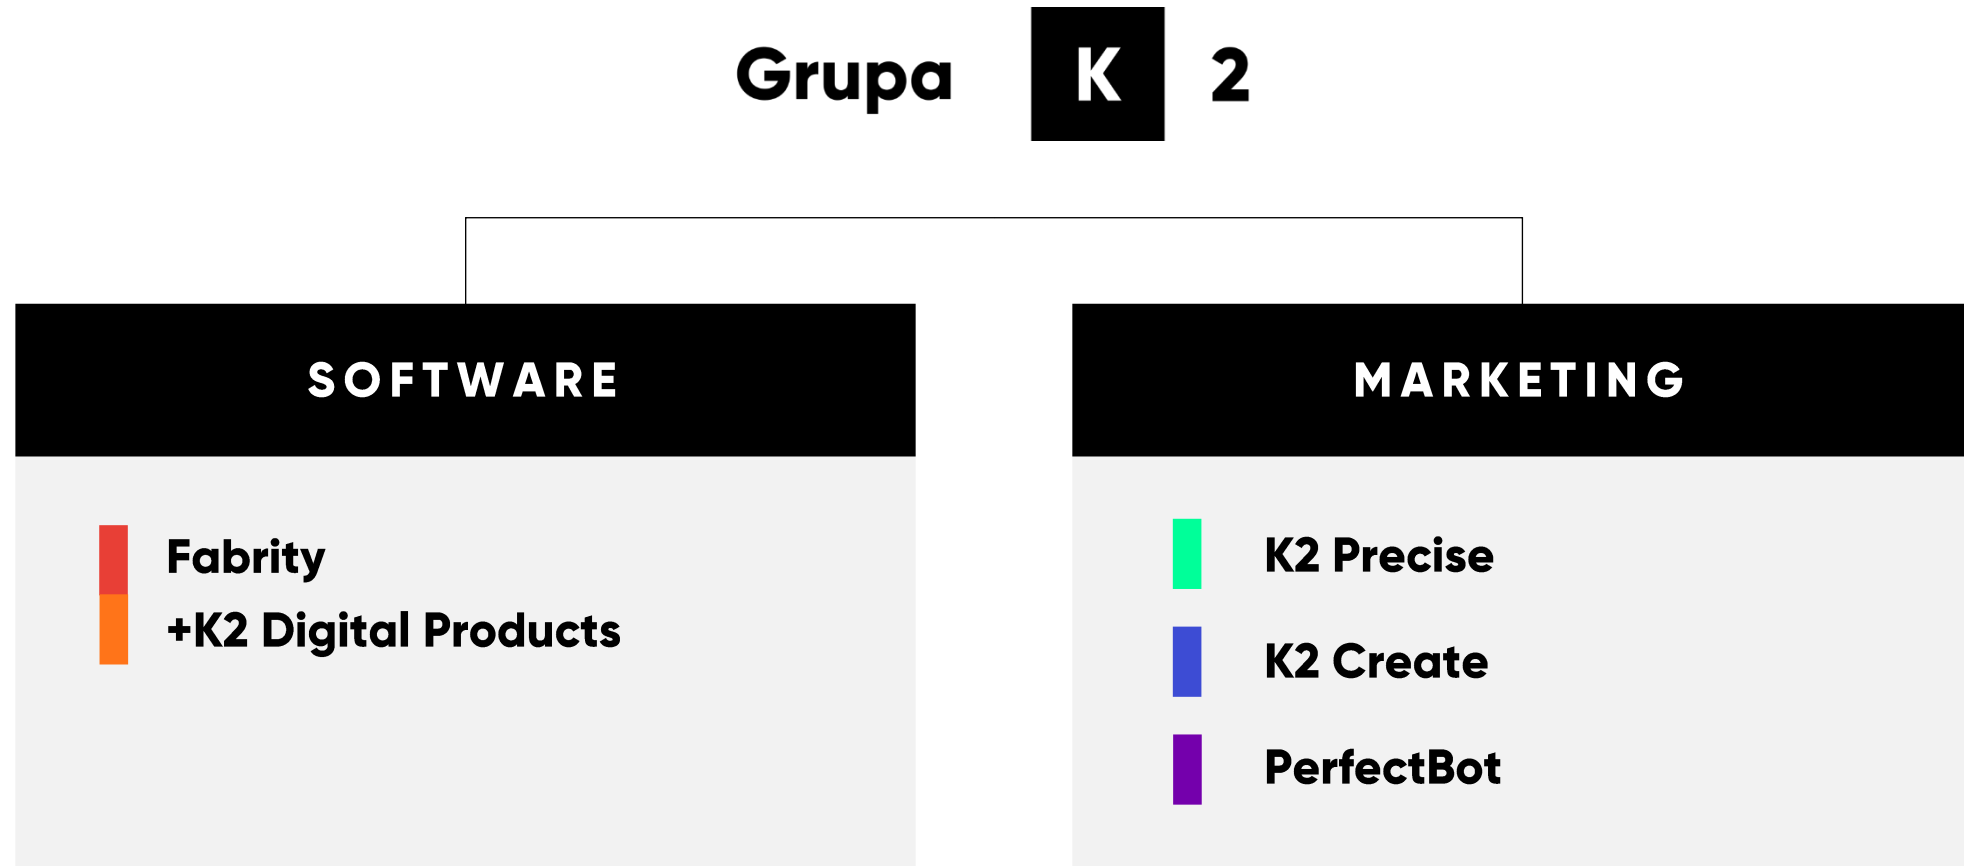 Grupa K 2
SOFTWARE
Fabrity
+K2 Digital Products
MARKETING
K2 Precise
K2 Create
PerfectBot